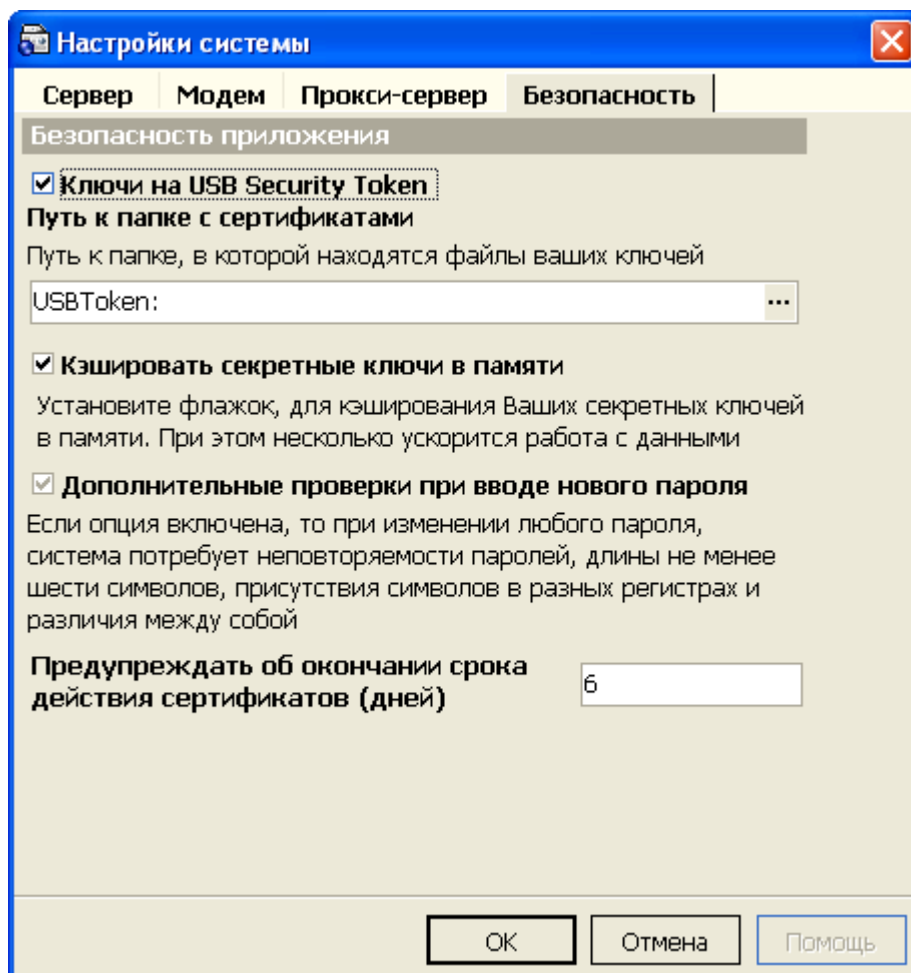 Настройки системы
Сервер Модем Прокси-сервер Безопасность
Безопасность приложения
Ключи на USB Security Token
Путь к папке с сертификатами
Путь к папке, в которой находятся файлы ваших ключей
USBToken: ...
Кэшировать секретные ключи в памяти
Установите флажок, для кэширования Ваших секретных ключей
в памяти. При этом несколько ускорится работа с данными
Дополнительные проверки при вводе нового пароля
Если опция включена, то при изменении любого пароля,
система потребует неповторяемости паролей, длины не менее
шести символов, присутствия символов в разных регистрах и
различия между собой
Предупреждать об окончании срока
действия сертификатов (дней)
6
OK Отмена Помощь